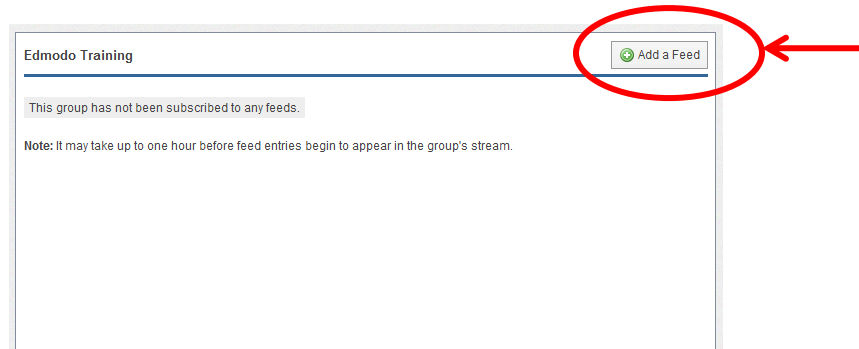 Edmodo Training
Add a Feed
This group has not been subscribed to any feeds.
Note: It may take up to one hour before feed entries begin to appear in the group's stream.